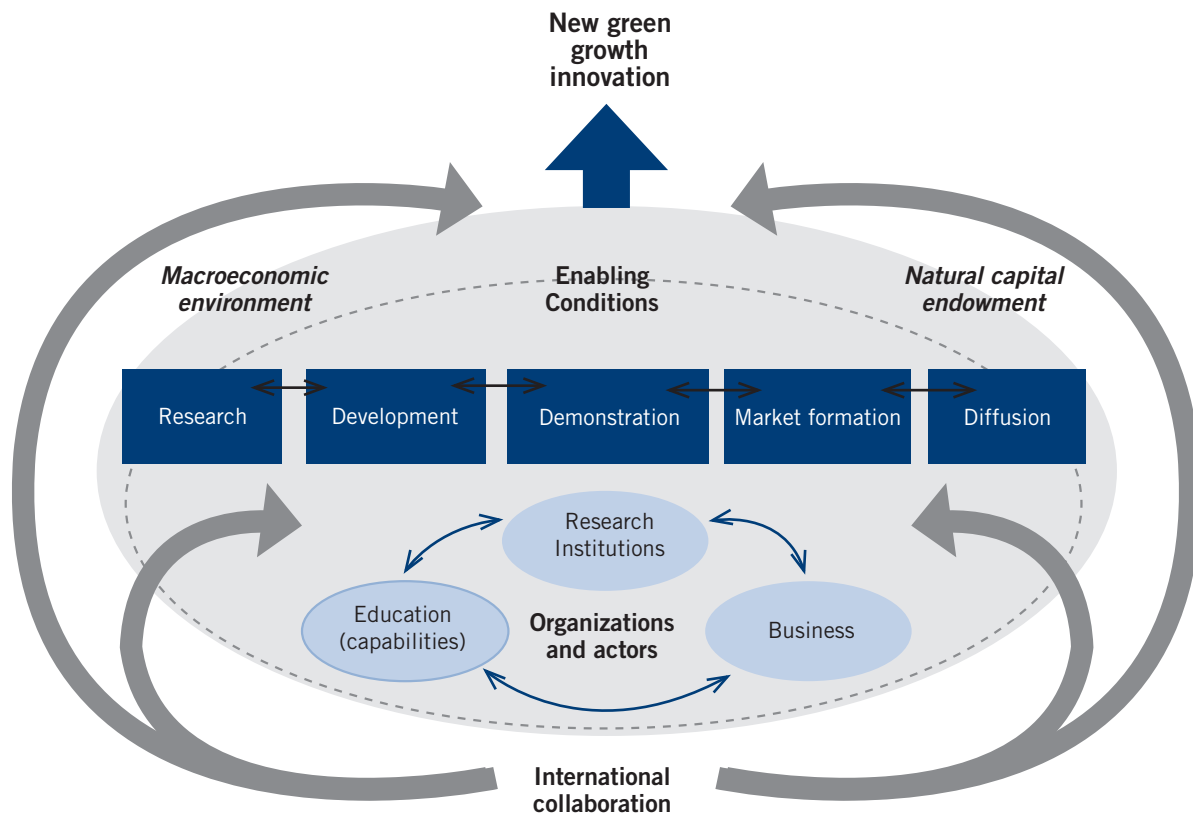 New green
growth
innovation
Macroeconomic
environment
Enabling
Conditions
Natural capital
endowment
Research
Development
Demonstration
Market formation
Diffusion
Research
Institutions
Education
(capabilities)
Organizations
and actors
Business
International
collaboration